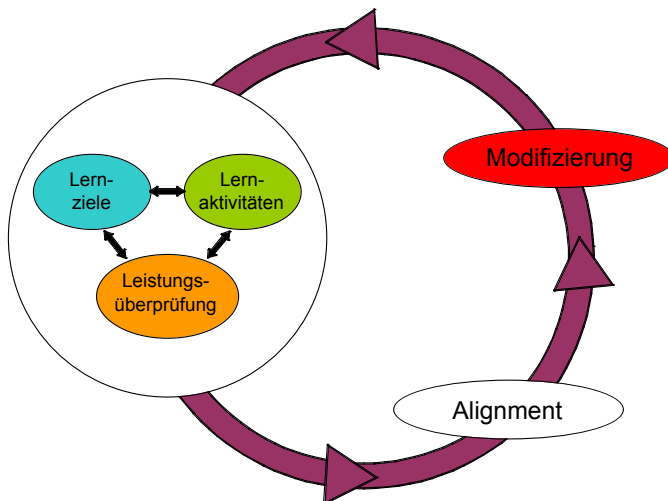 Lern-
ziele
Lern-
aktivitäten
Leistungs-
überprüfung
Modifizierung
Alignment